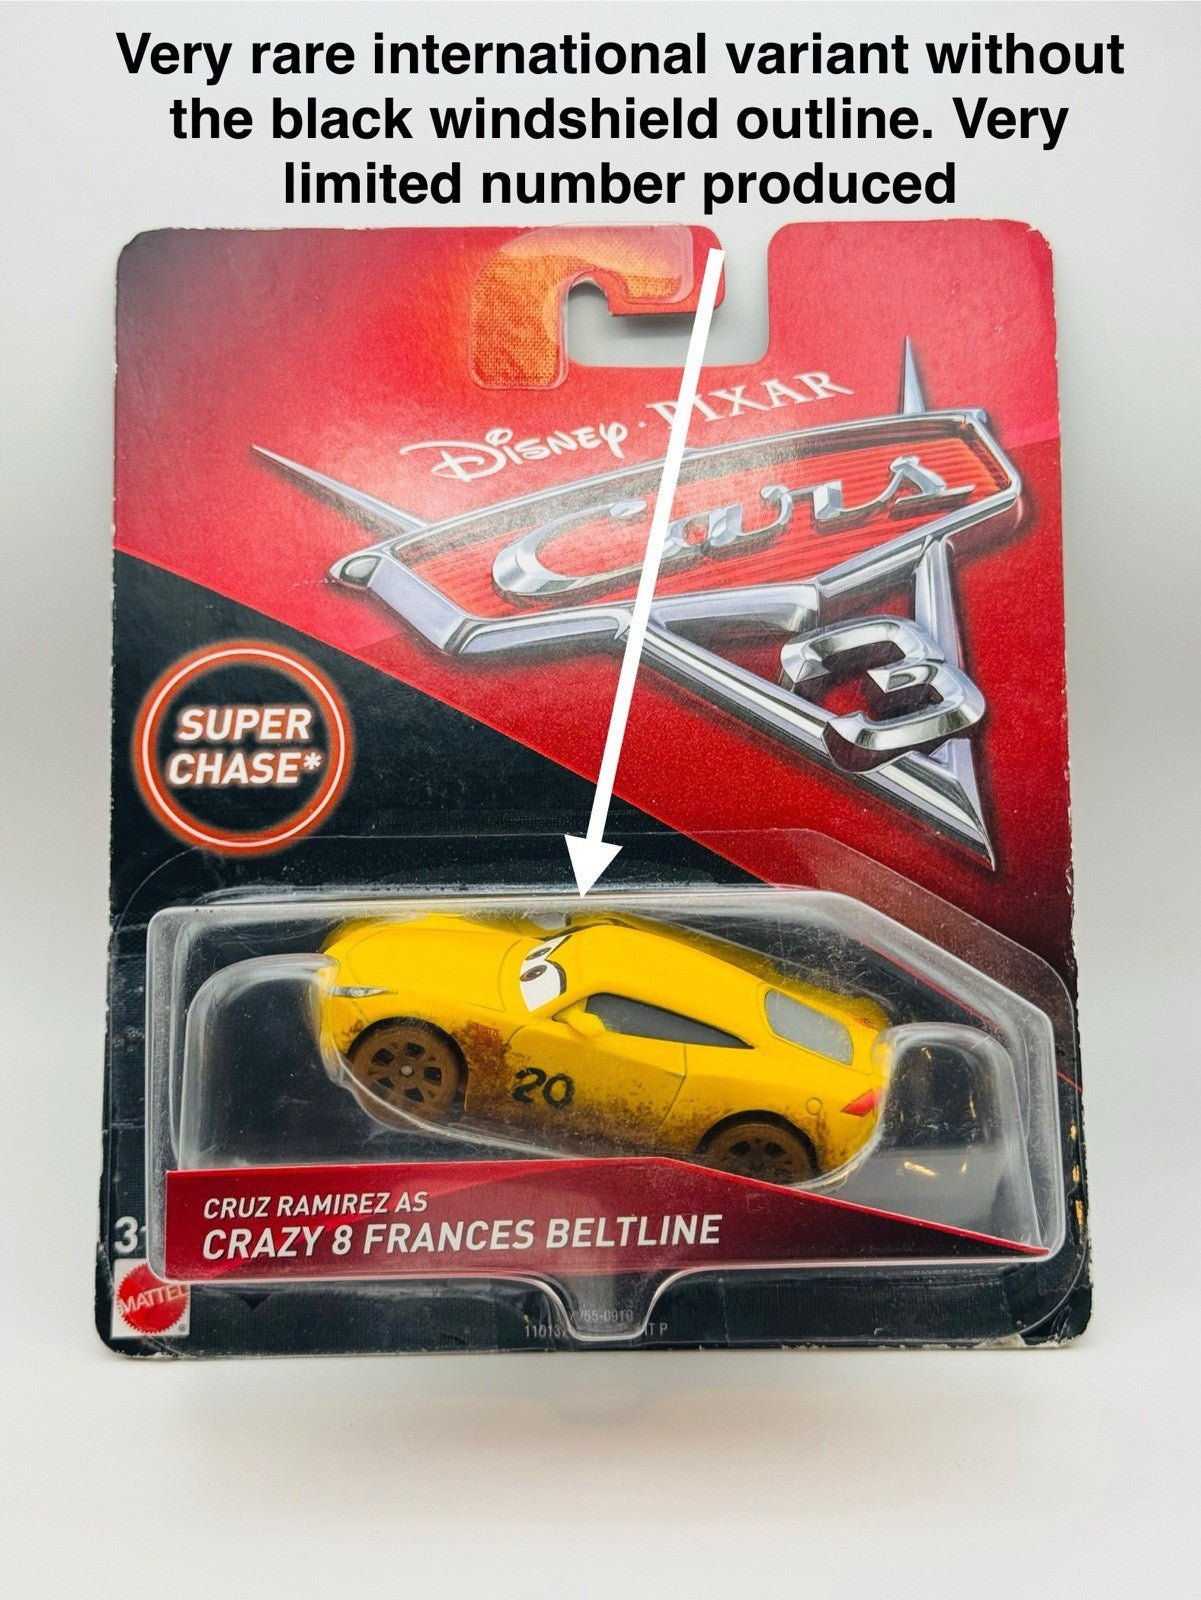 Very rare international variant without
the black windshield outline. Very
limited number produced
DISNEY · PIXAR
Cars
3
SUPER
CHASE*
20
CRUZ RAMIREZ AS
CRAZY 8 FRANCES BELTLINE
3+
MATTEL